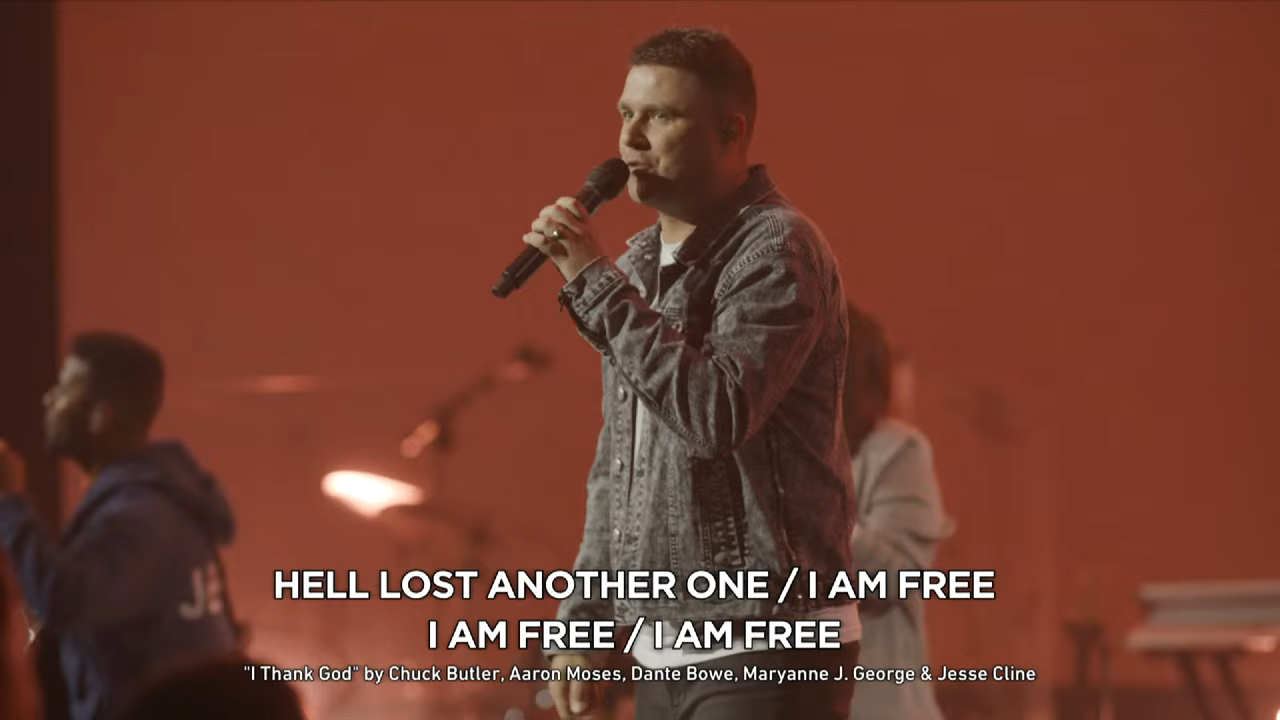 HELL LOST ANOTHER ONE / I AM FREE
I AM FREE / I AM FREE
"I Thank God" by Chuck Butler, Aaron Moses, Dante Bowe, Maryanne J. George & Jesse Cline